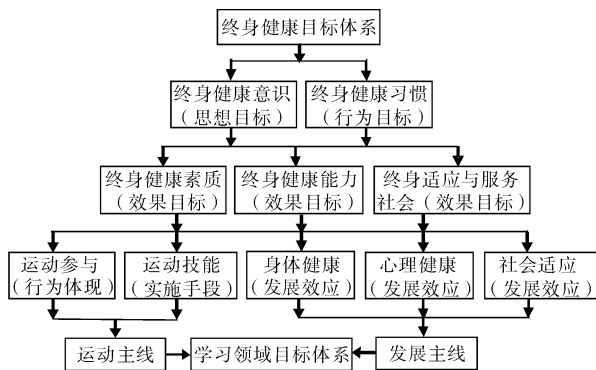 终身健康目标体系
终身健康意识
（思想目标）
终身健康习惯
（行为目标）
终身健康素质
（效果目标）
终身健康能力
（效果目标）
终身适应与服务
社会（效果目标）
运动参与
（行为体现）
运动技能
（实施手段）
身体健康
（发展效应）
心理健康
（发展效应）
社会适应
（发展效应）
运动主线
学习领域目标体系
发展主线